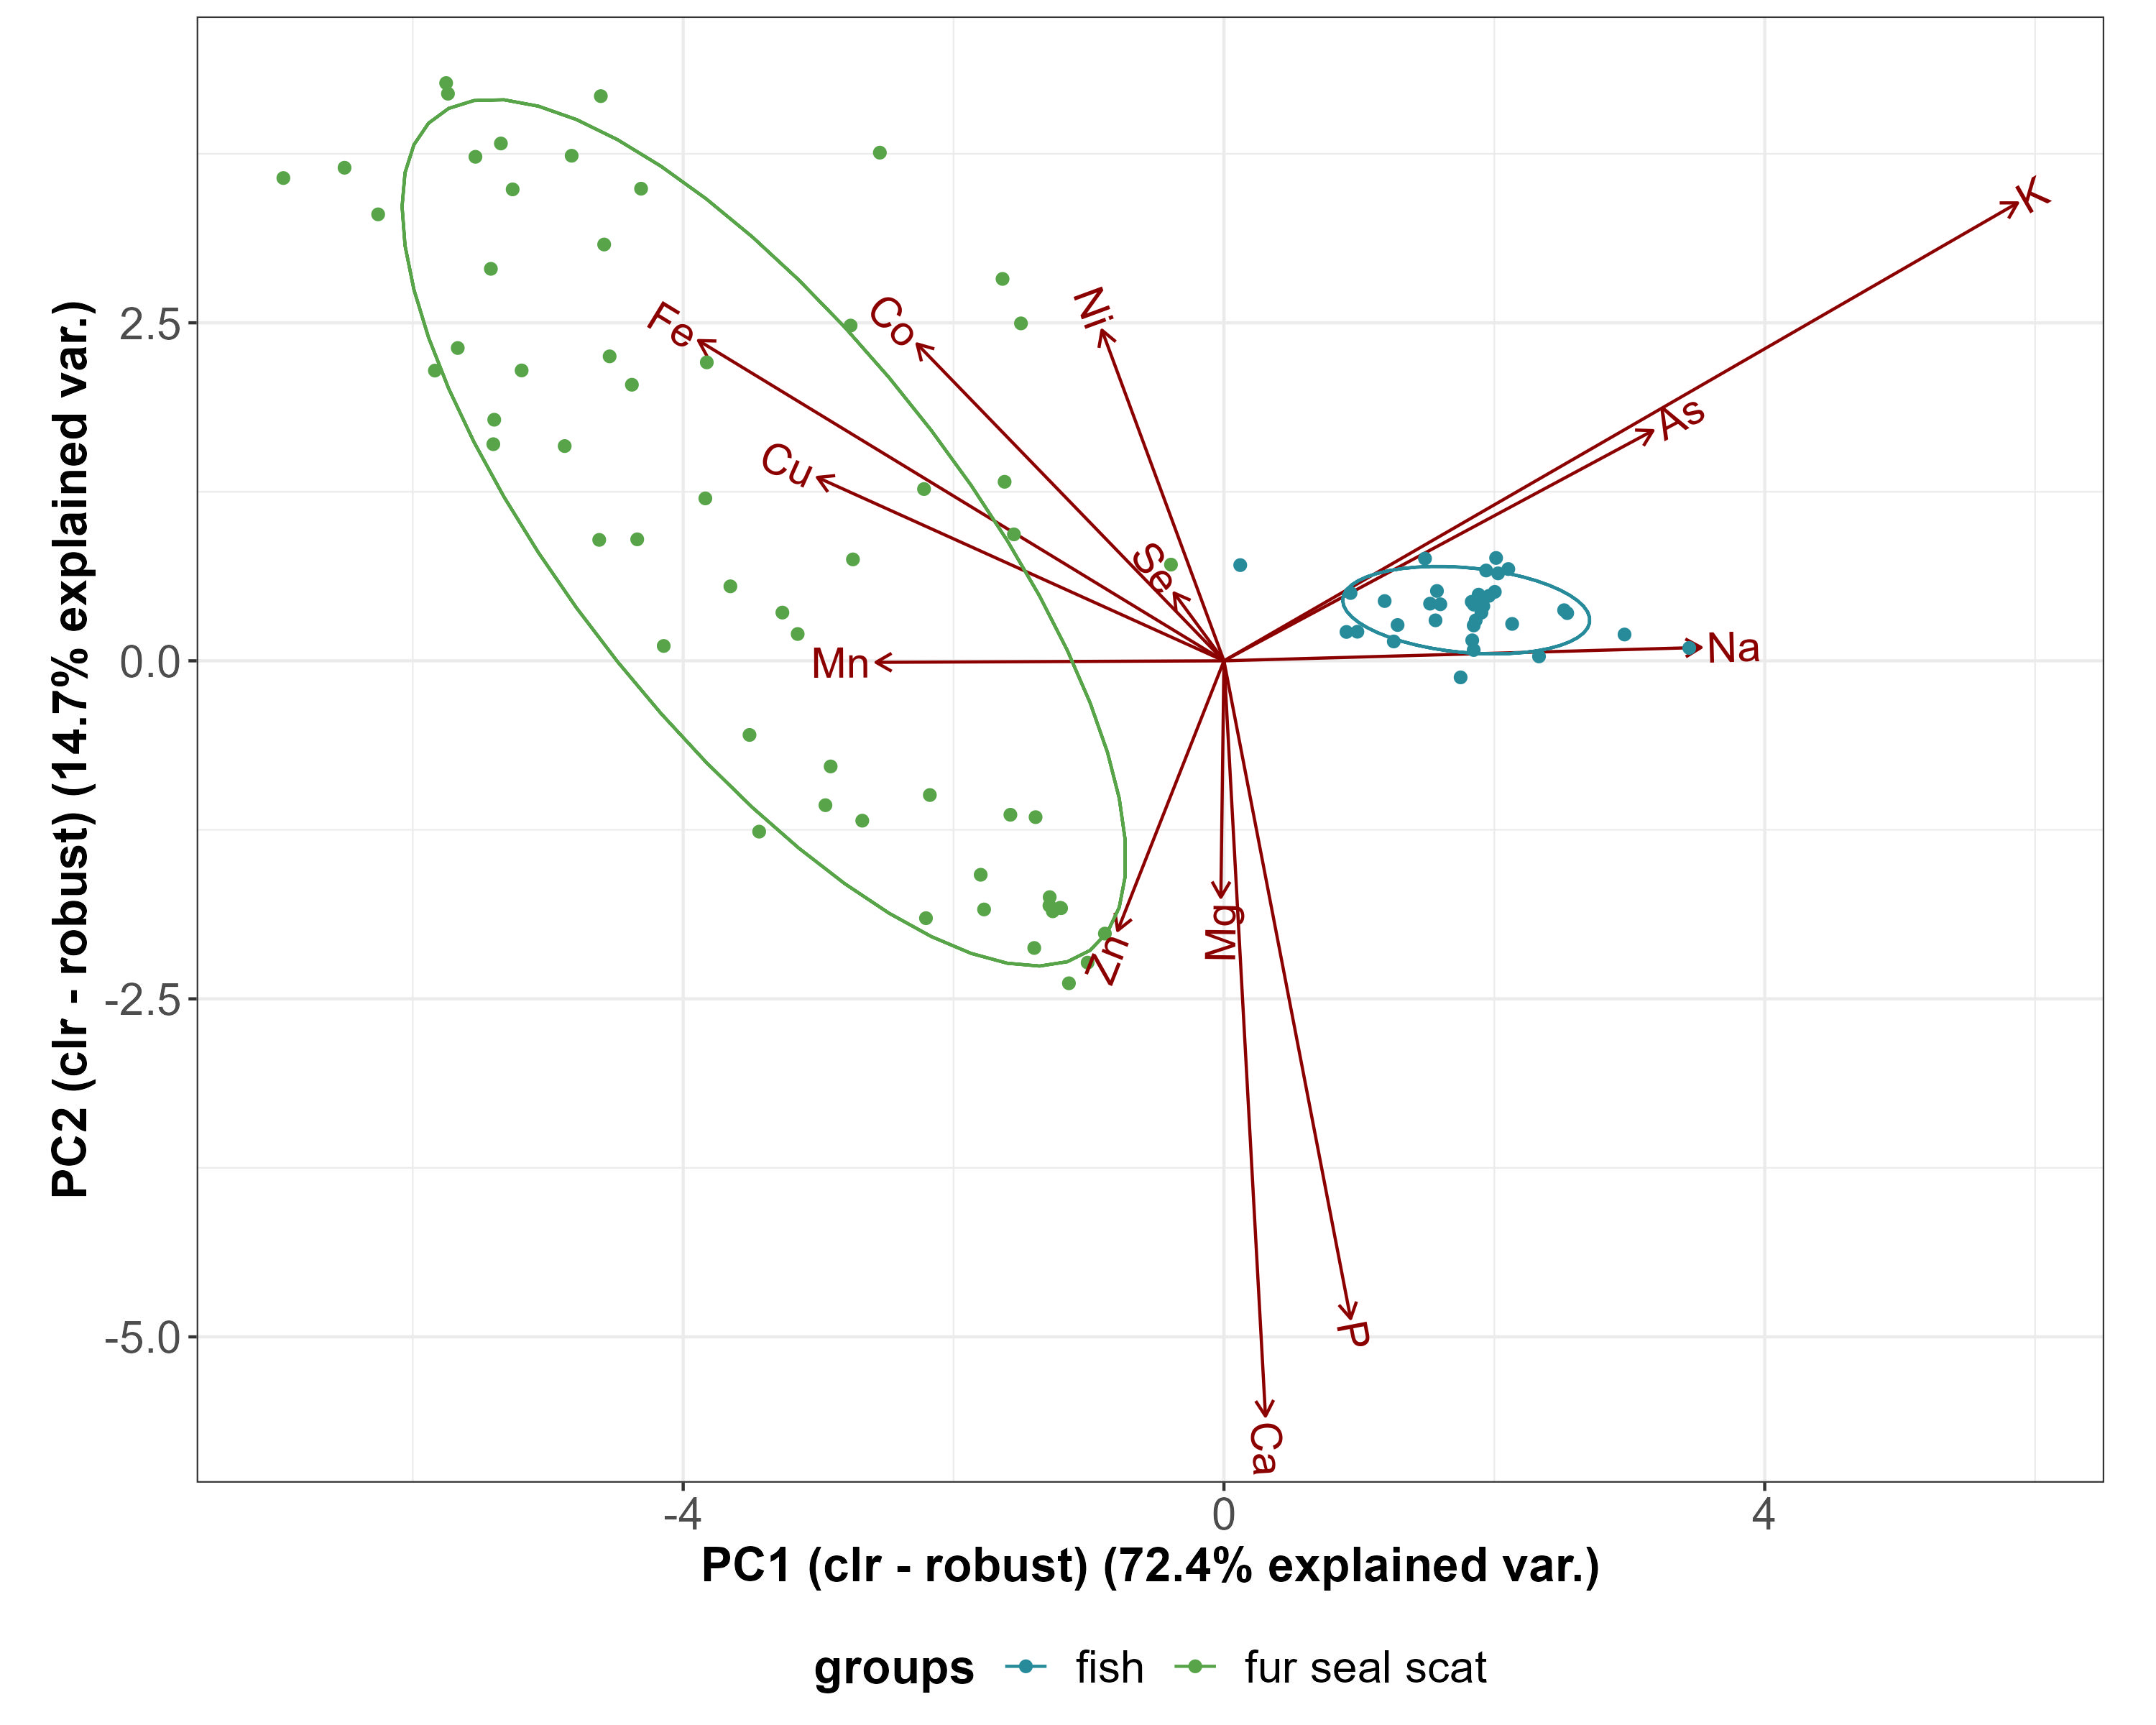 K
Ni
Co
Fe
As
Cu
Se
Na
Mn
Mg
Zn
P
Ca
2.5
0.0
-2.5
-5.0
PC2 (clr - robust) (14.7% explained var.)
-4 0 4
PC1 (clr - robust) (72.4% explained var.)
groups fish fur seal scat